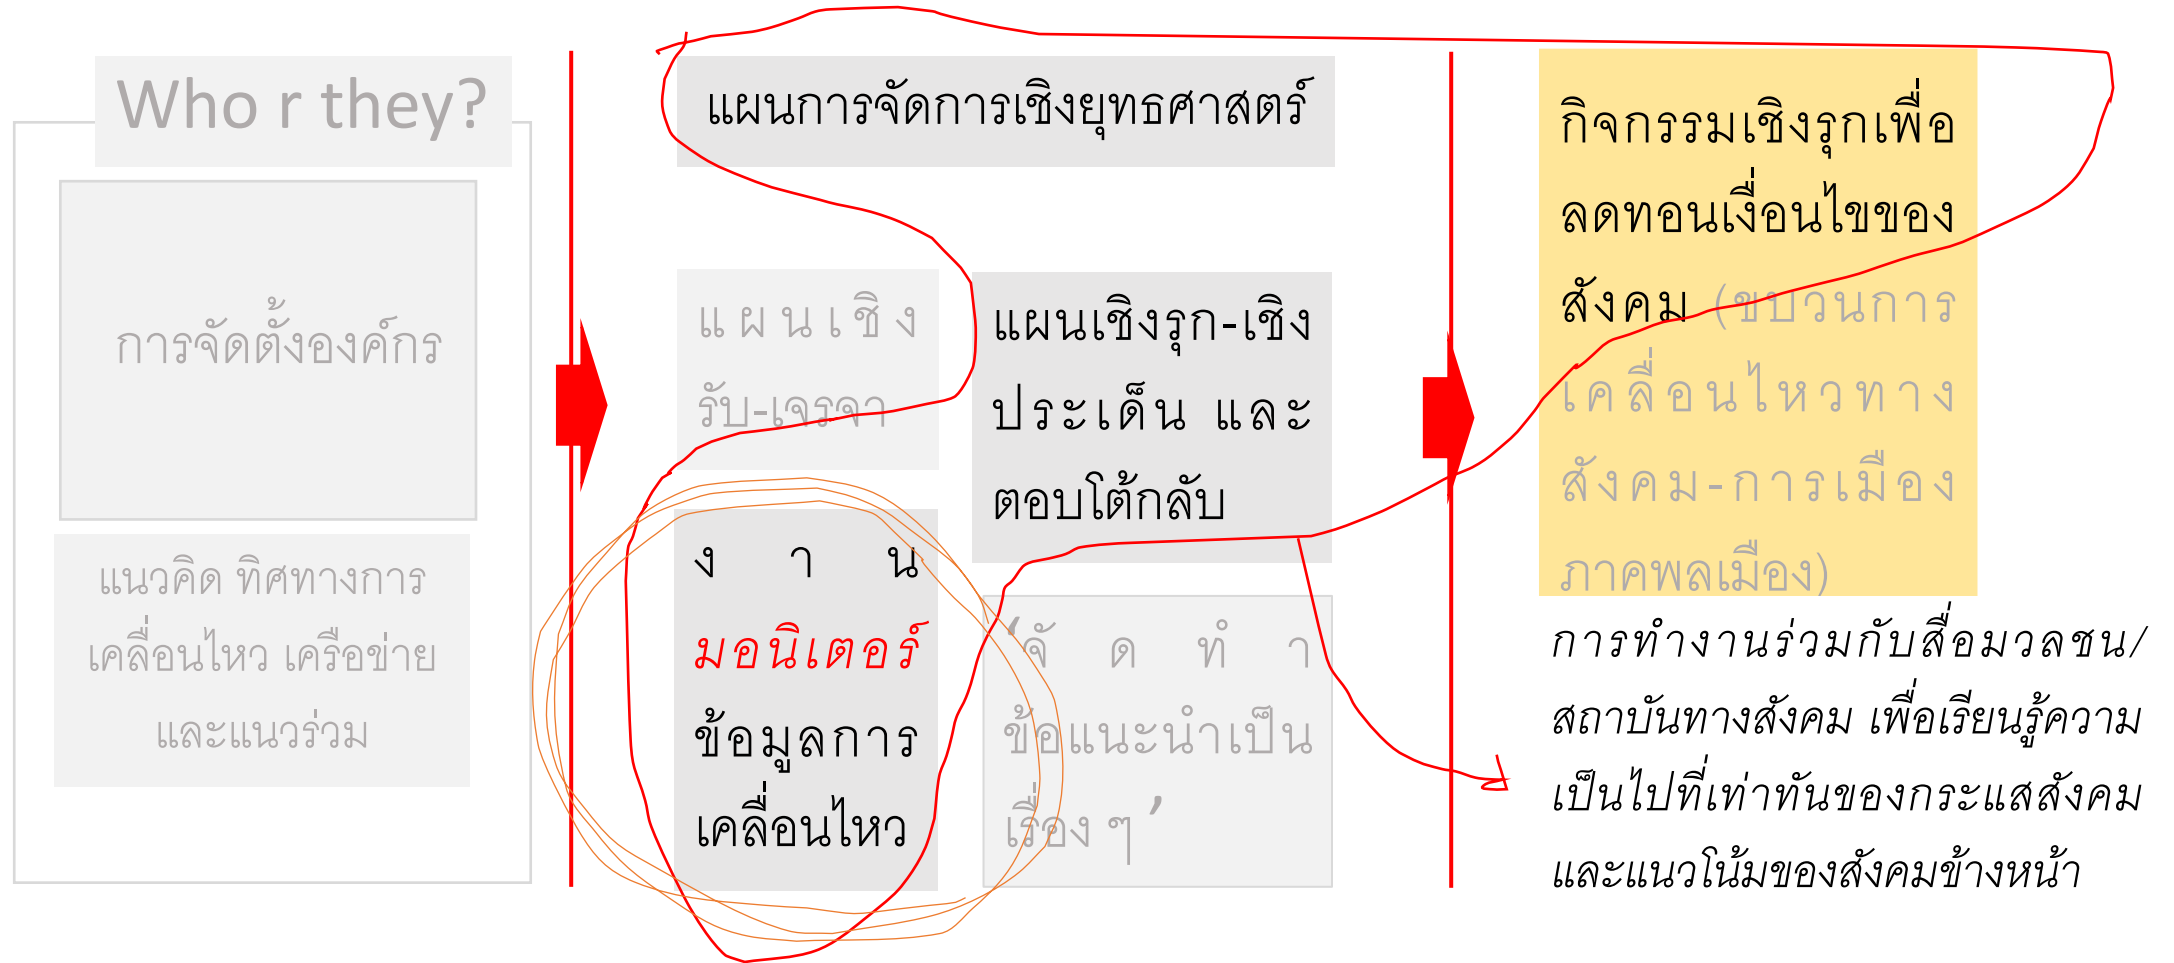 Who r they?
การจัดตั้งองค์กร
แนวคิด ทิศทางการ
เคลื่อนไหว เครือข่าย
และแนวร่วม
แผนการจัดการเชิงยุทธศาสตร์
แผนเชิง
รับ-เจรจา
แผนเชิงรุก-เชิง
ประเด็น และ
ตอบโต้กลับ
งาน
มอนิเตอร์
ข้อมูลการ
เคลื่อนไหว
‘จัดทำ
ข้อแนะนำเป็น
เรื่อง ๆ’
กิจกรรมเชิงรุกเพื่อ
ลดทอนเงื่อนไขของ
สังคม (ขบวนการ
เคลื่อนไหวทาง
สังคม-การเมือง
ภาคพลเมือง)
การทำงานร่วมกับสื่อมวลชน/
สถาบันทางสังคม เพื่อเรียนรู้ความ
เป็นไปที่เท่าทันของกระแสสังคม
และแนวโน้มของสังคมข้างหน้า